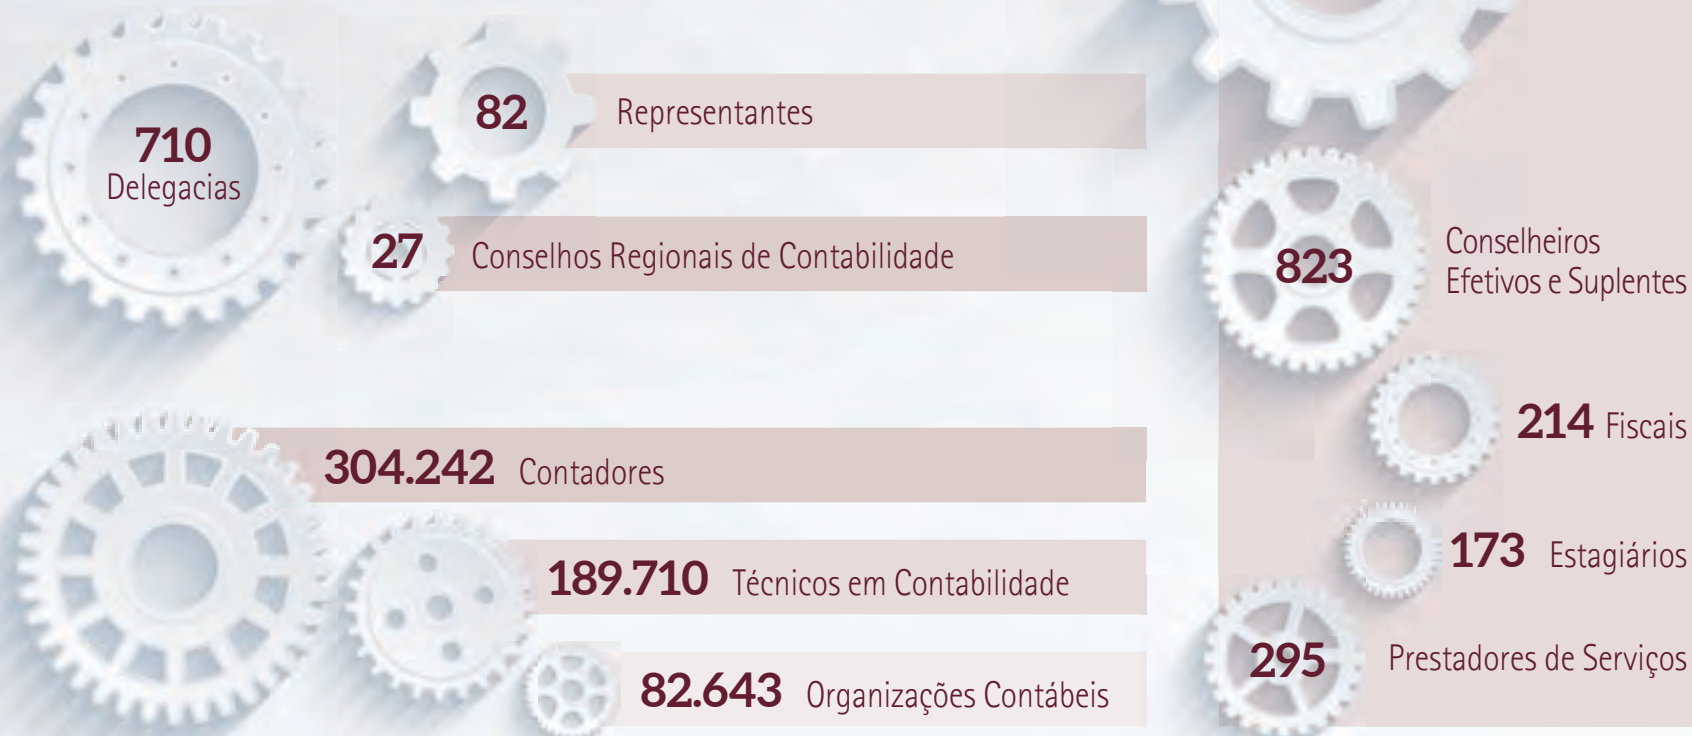 710
Delegacias
82 Representantes
27 Conselhos Regionais de Contabilidade
304.242 Contadores
189.710 Técnicos em Contabilidade
82.643 Organizações Contábeis
823 Conselheiros
Efetivos e Suplentes
214 Fiscais
173 Estagiários
295 Prestadores de Serviços